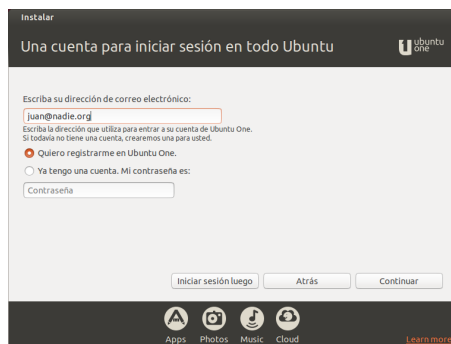 Instalar
Una cuenta para iniciar sesión en todo Ubuntu
ubuntu
one
Escriba su dirección de correo electrónico:
juan@nadie.org
Escriba la dirección que utiliza para entrar a su cuenta de Ubuntu One.
Si todavía no tiene una cuenta, crearemos una para usted.
Quiero registrarme en Ubuntu One.
Ya tengo una cuenta. Mi contraseña es:
Contraseña
Iniciar sesión luego Atrás Continuar
Apps Photos Music Cloud Learn more